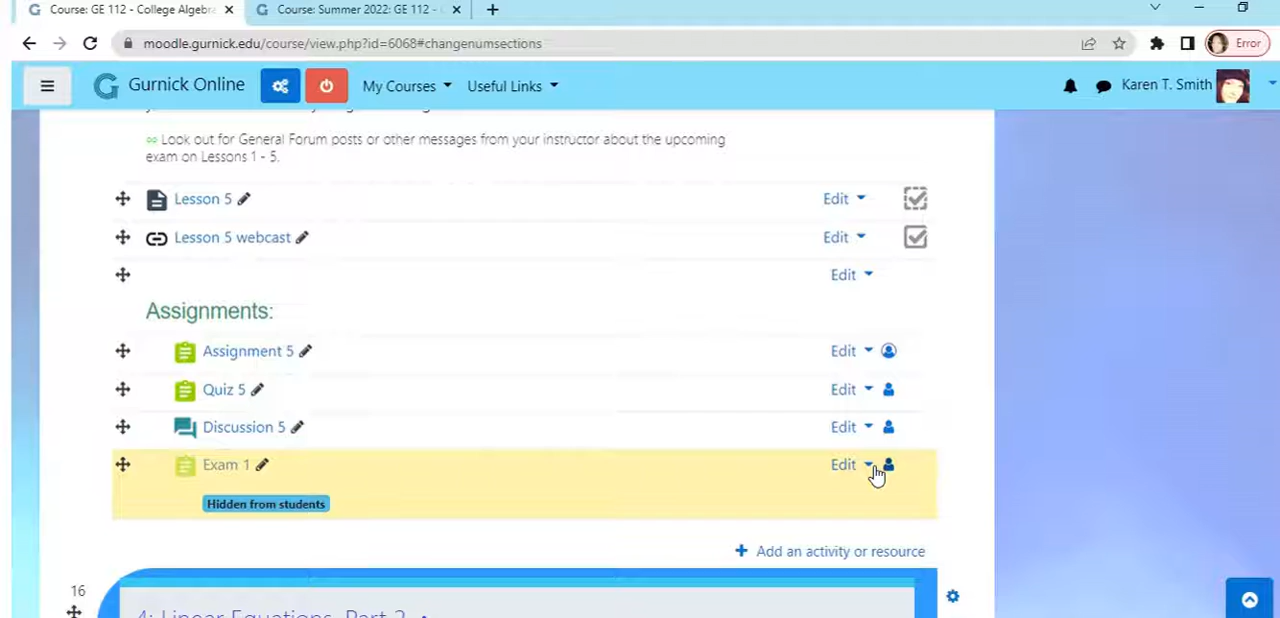 Course: GE 112 - College Algebra
Course: Summer 2022: GE 112 -
moodle.gurnick.edu/course/view.php?id=6068#changenumsections
Error
Gurnick Online
My Courses
Useful Links
Karen T. Smith
∞ Look out for General Forum posts or other messages from your instructor about the upcoming
exam on Lessons 1 - 5.
Lesson 5
Edit
Lesson 5 webcast
Edit
Edit
Assignments:
Assignment 5
Edit
Quiz 5
Edit
Discussion 5
Edit
Exam 1
Edit
Hidden from students
+ Add an activity or resource
16
4: Linear Equations, Part 2